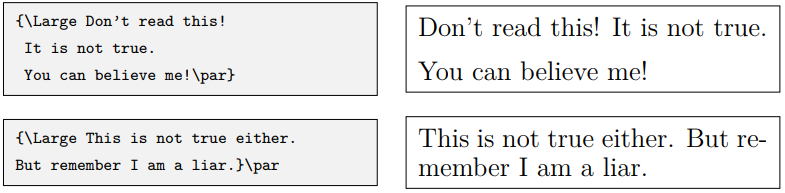 {\Large Don't read this!
It is not true.
You can believe me!\par}
Don't read this! It is not true.
You can believe me!
{\Large This is not true either.
But remember I am a liar.}\par
This is not true either. But re-
member I am a liar.